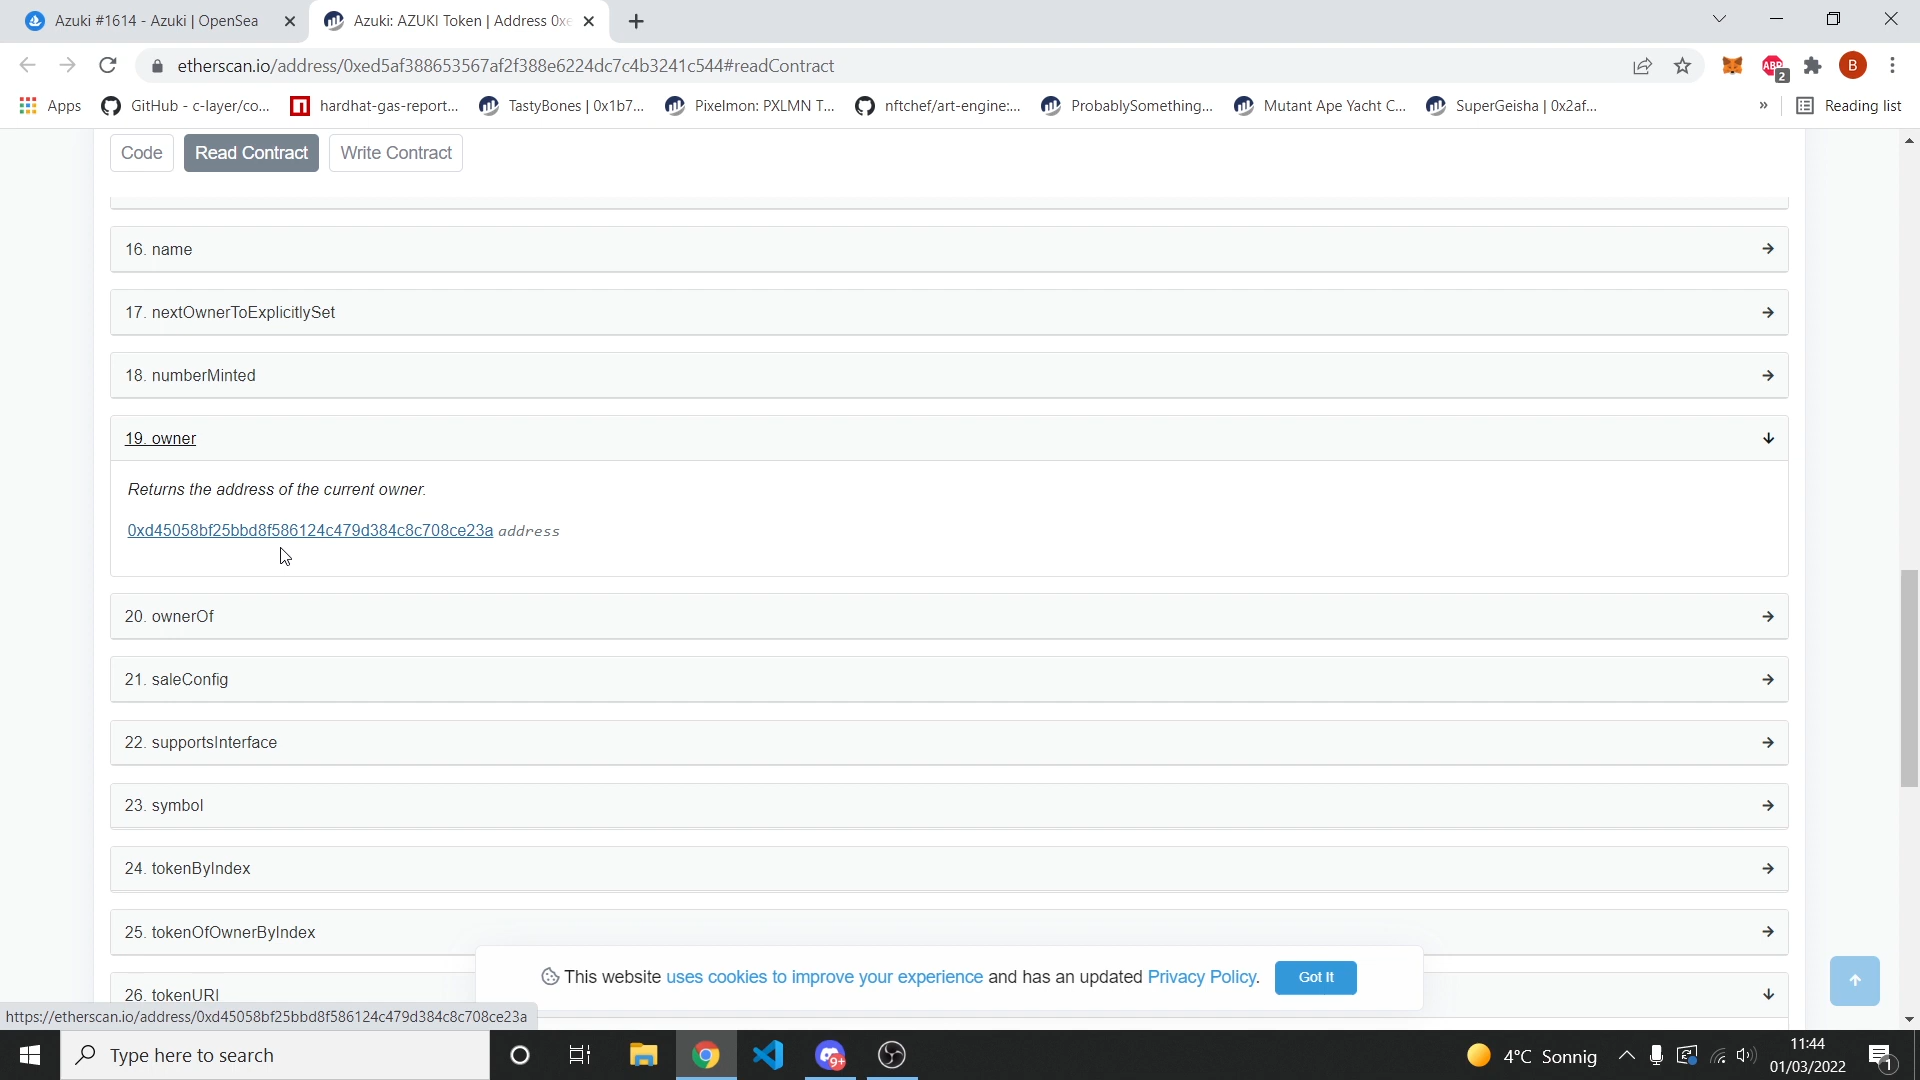 Azuki #1614 - Azuki | OpenSea
Azuki: AZUKI Token | Address 0xe
etherscan.io/address/0xed5af388653567af2f388e6224dc7c4b3241c544#readContract
ABP
2
B
Apps
GitHub - c-layer/co...
hardhat-gas-report...
TastyBones | 0x1b7...
Pixelmon: PXLMN T...
nftchef/art-engine:...
ProbablySomething...
Mutant Ape Yacht C...
SuperGeisha | 0x2af...
»
Reading list
Code
Read Contract
Write Contract
16. name
17. nextOwnerToExplicitlySet
18. numberMinted
19. owner
Returns the address of the current owner.
0xd45058bf25bbd8f586124c479d384c8c708ce23a address
20. ownerOf
21. saleConfig
22. supportsInterface
23. symbol
24. tokenByIndex
25. tokenOfOwnerByIndex
26. tokenURI
This website uses cookies to improve your experience and has an updated Privacy Policy.
Got It
https://etherscan.io/address/0xd45058bf25bbd8f586124c479d384c8c708ce23a
Type here to search
9+
4°C Sonnig
11:44
01/03/2022
1